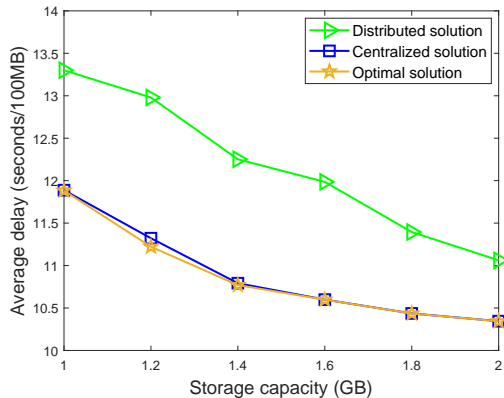 14
13.5
13
12.5
12
11.5
11
10.5
10
Average delay (seconds/100MB)
Distributed solution
Centralized solution
Optimal solution
1 1.2 1.4 1.6 1.8 2
Storage capacity (GB)